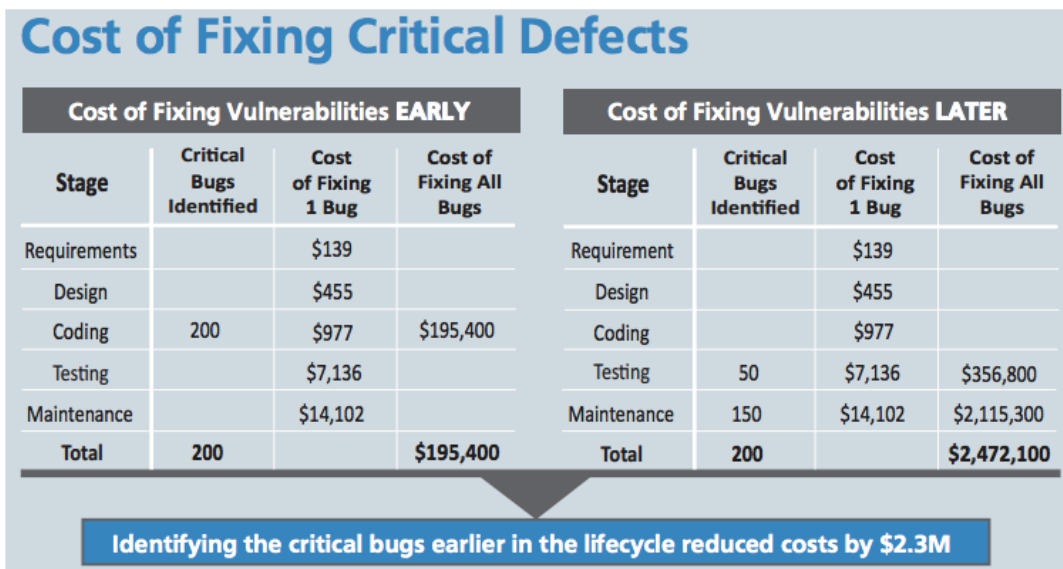 Cost of Fixing Critical Defects
Cost of Fixing Vulnerabilities EARLY
Stage Critical Bugs Identified Cost of Fixing 1 Bug Cost of Fixing All Bugs
Requirements $139
Design $455
Coding 200 $977 $195,400
Testing $7,136
Maintenance $14,102
Total 200 $195,400
Cost of Fixing Vulnerabilities LATER
Stage Critical Bugs Identified Cost of Fixing 1 Bug Cost of Fixing All Bugs
Requirement $139
Design $455
Coding $977
Testing 50 $7,136 $356,800
Maintenance 150 $14,102 $2,115,300
Total 200 $2,472,100
Identifying the critical bugs earlier in the lifecycle reduced costs by $2.3M